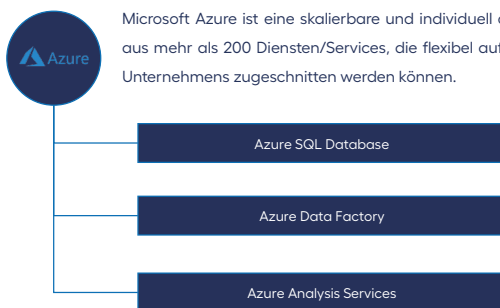 Microsoft Azure ist eine skalierbare und individuell
aus mehr als 200 Diensten/Services, die flexibel auf
Azure
Unternehmens zugeschnitten werden können.
Azure SQL Database
Azure Data Factory
Azure Analysis Services